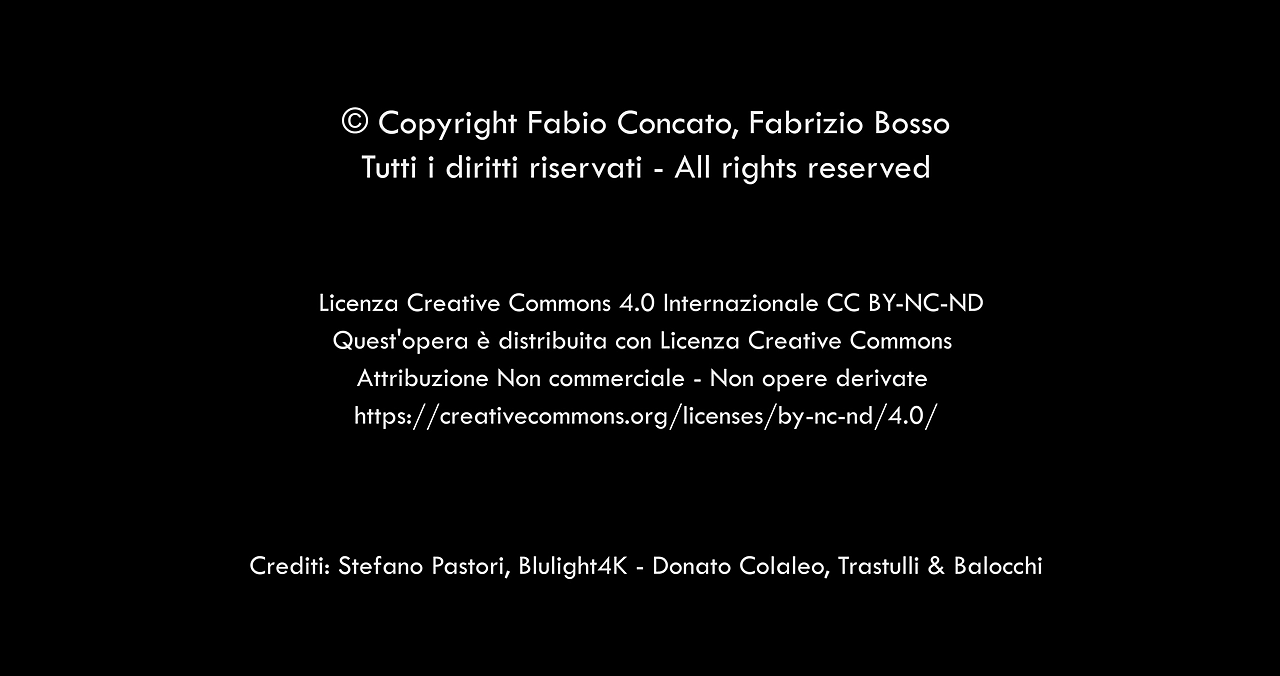 © Copyright Fabio Concato, Fabrizio Bosso
Tutti i diritti riservati - All rights reserved
Licenza Creative Commons 4.0 Internazionale CC BY-NC-ND
Quest'opera è distribuita con Licenza Creative Commons
Attribuzione Non commerciale - Non opere derivate
https://creativecommons.org/licenses/by-nc-nd/4.0/
Crediti: Stefano Pastori, Blulight4K - Donato Colaleo, Trastulli & Balocchi